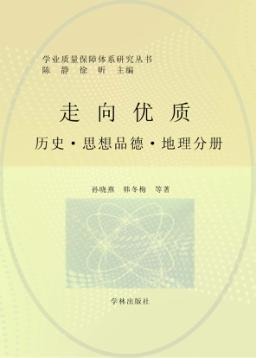 学业质量保障体系研究丛书
陈 静 徐 昕 主编
走向优质
历史·思想品德·地理分册
孙晓燕 韩冬梅 等著
学林出版社